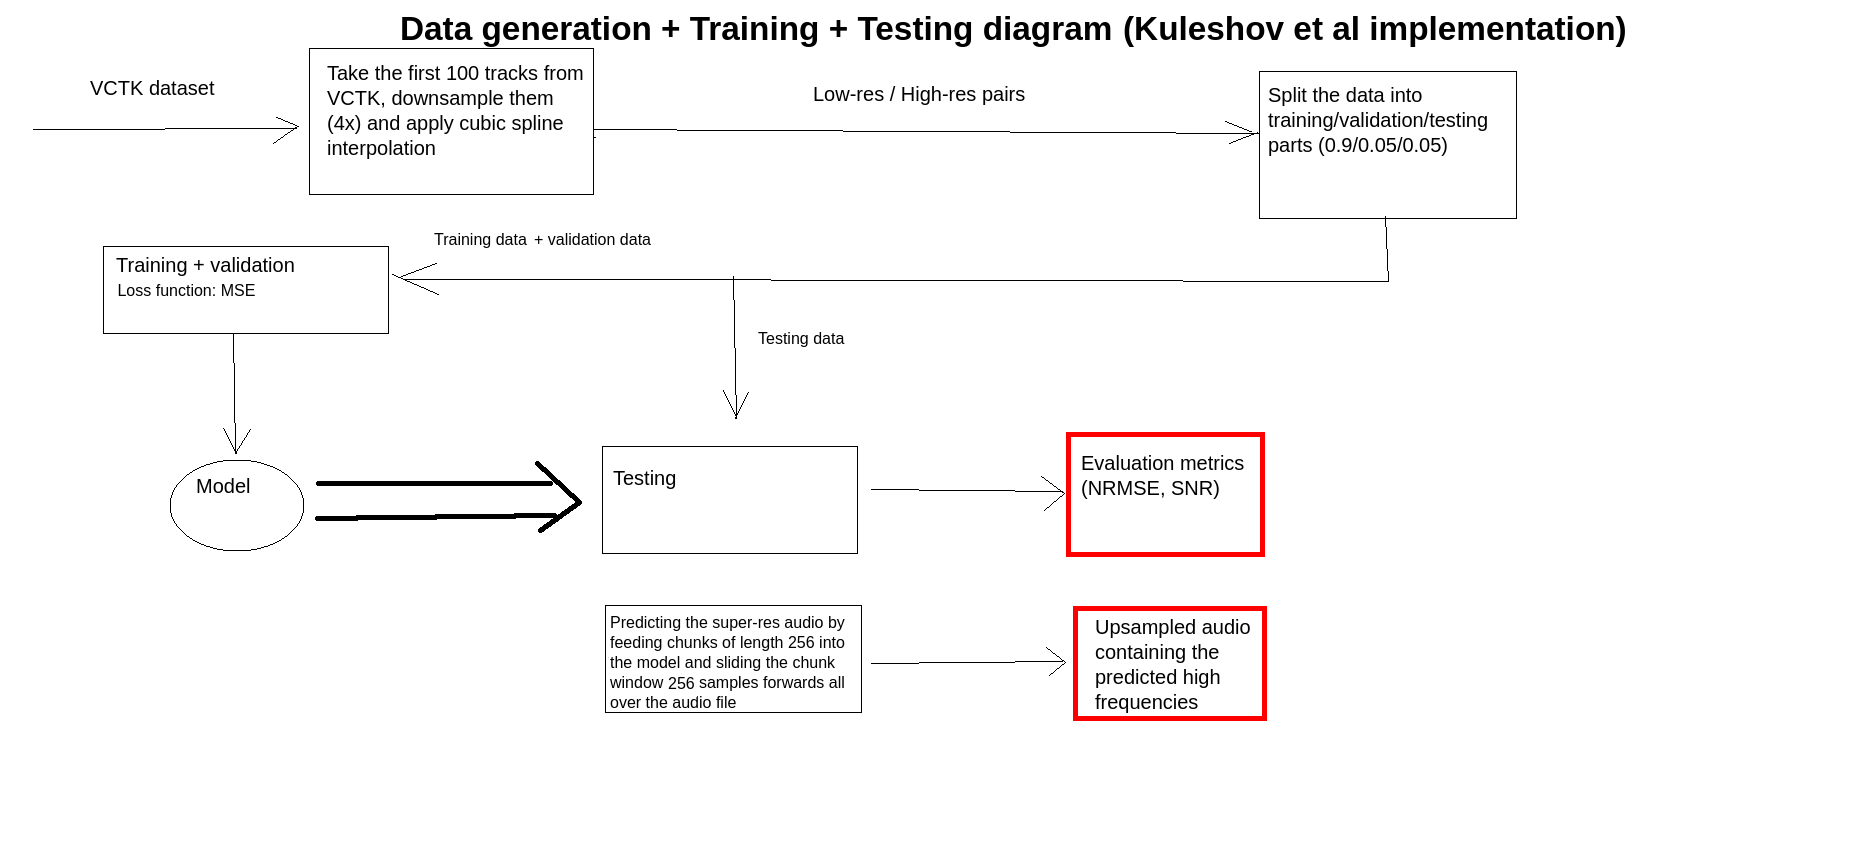 Data generation + Training + Testing diagram (Kuleshov et al implementation)
VCTK dataset
Take the first 100 tracks from
VCTK, downsample them
(4x) and apply cubic spline
interpolation
Low-res / High-res pairs
Split the data into
training/validation/testing
parts (0.9/0.05/0.05)
Training data + validation data
Training + validation
Loss function: MSE
Testing data
Model
Testing
Evaluation metrics
(NRMSE, SNR)
Predicting the super-res audio by
feeding chunks of length 256 into
the model and sliding the chunk
window 256 samples forwards all
over the audio file
Upsampled audio
containing the
predicted high
frequencies